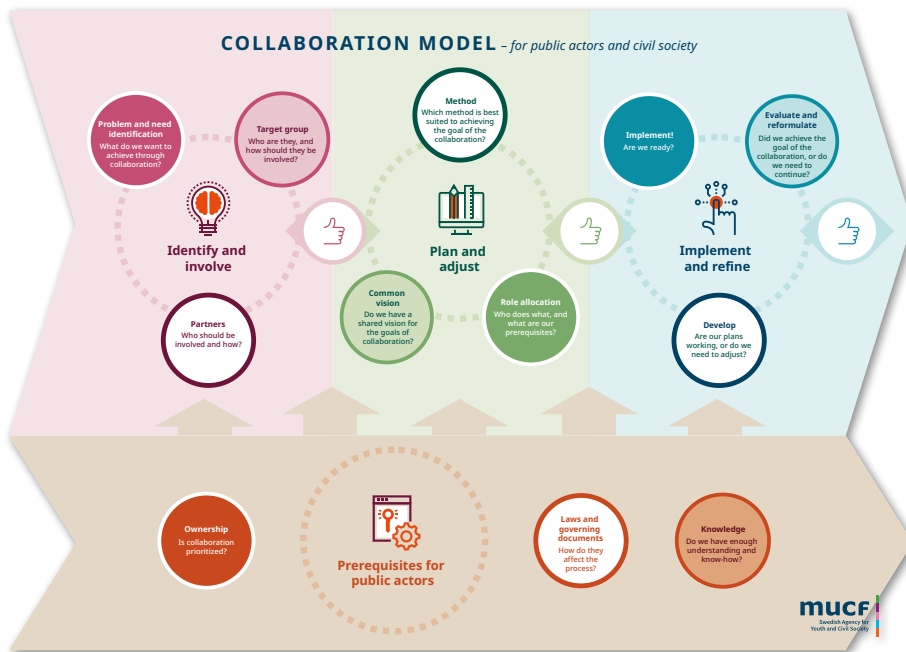 COLLABORATION MODEL – for public actors and civil society
Problem and need
identification
What do we want to
achieve through
collaboration?
Target group
Who are they, and
how should they be
involved?
Identify and
involve
Partners
Who should be
involved and how?
Method
Which method is best
suited to achieving
the goal of the
collaboration?
Plan and
adjust
Common
vision
Do we have a
shared vision for
the goals of
collaboration?
Role allocation
Who does what, and
what are our
prerequisites?
Implement!
Are we ready?
Evaluate and
reformulate
Did we achieve the
goal of the
collaboration, or do
we need to
continue?
Implement
and refine
Develop
Are our plans
working, or do we
need to adjust?
Ownership
Is collaboration
prioritized?
Prerequisites for
public actors
Laws and
governing
documents
How do they
affect the
process?
Knowledge
Do we have enough
understanding and
know-how?
mucf
Swedish Agency for
Youth and Civil Society